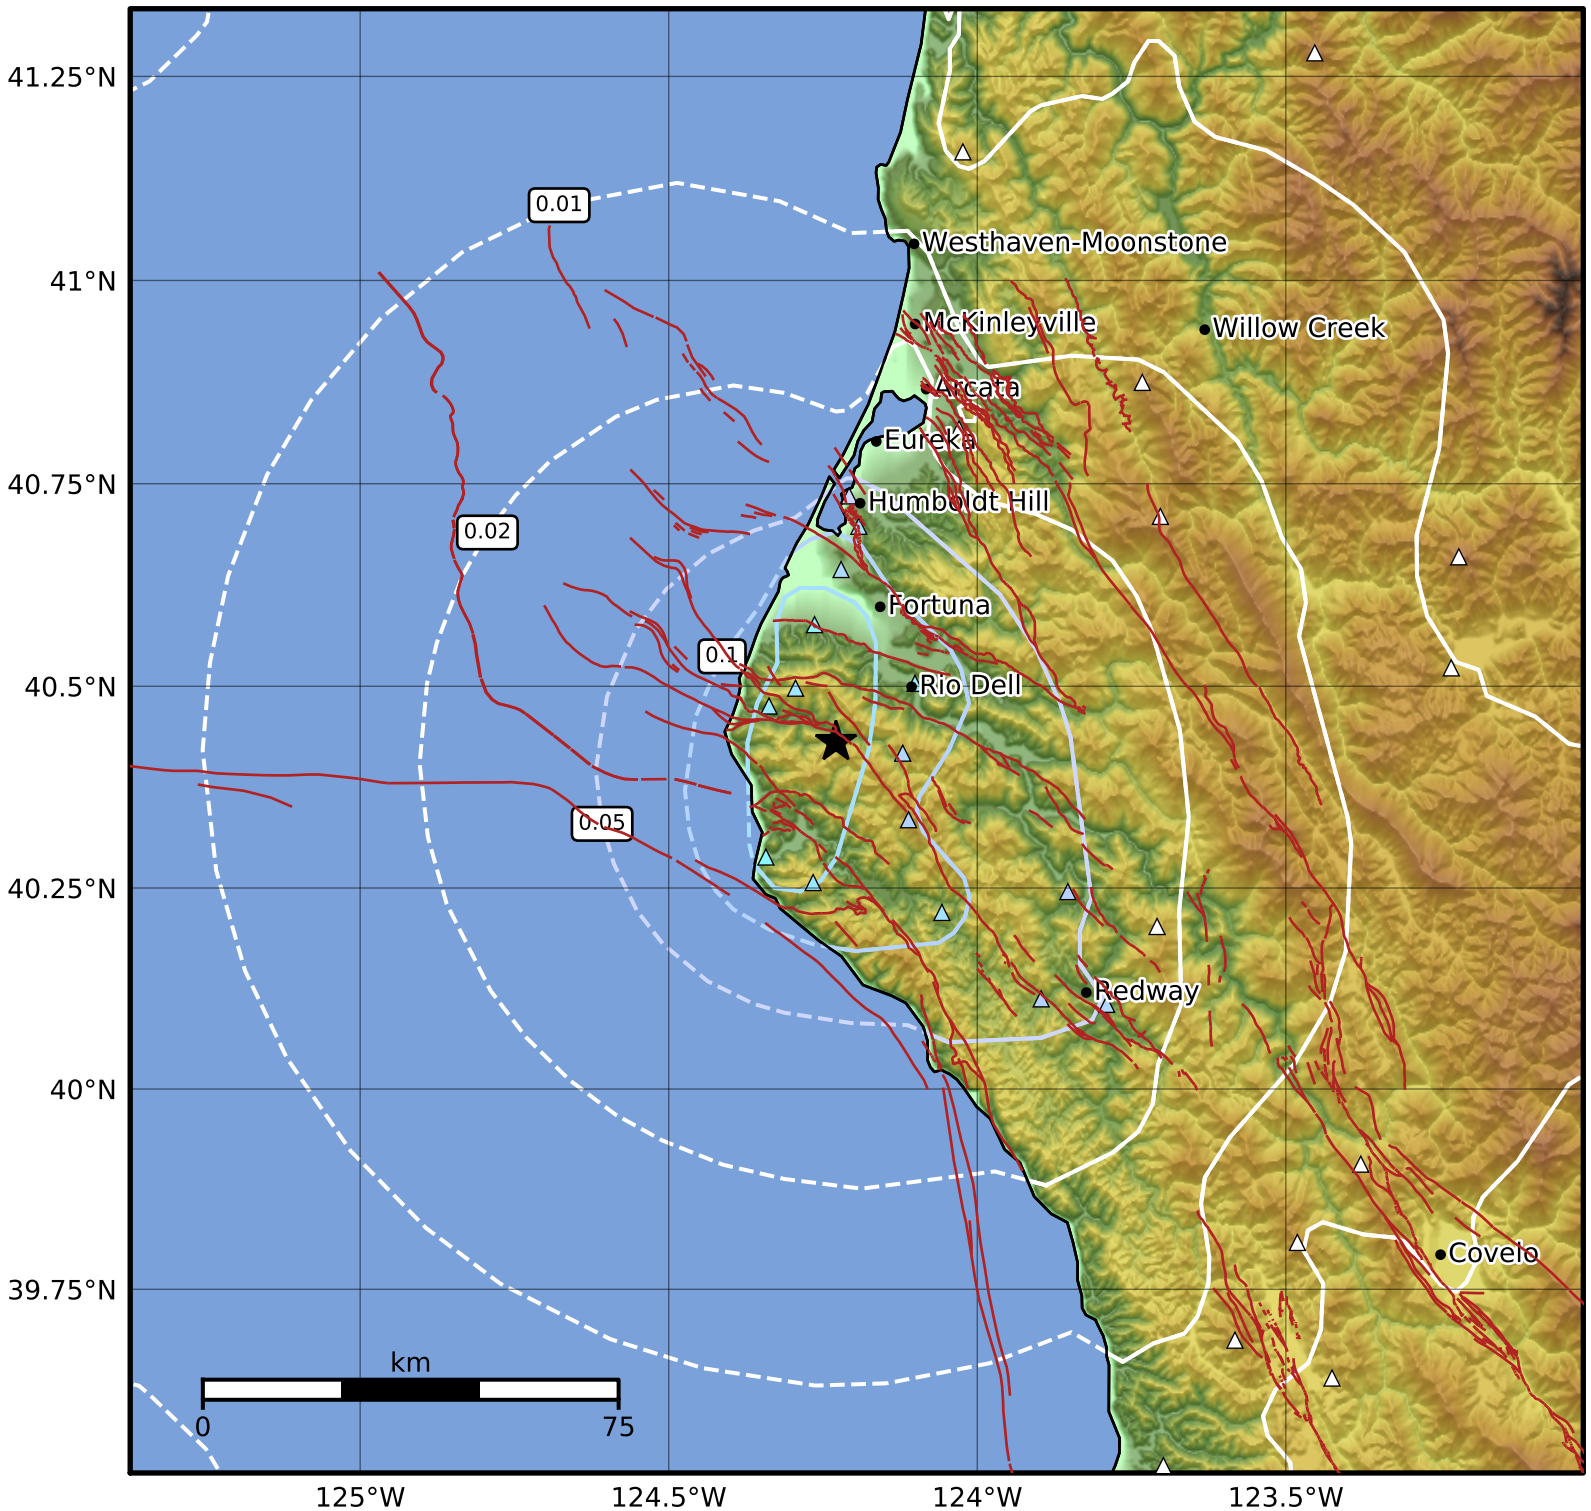 41.25°N
0.01
Westhaven-Moonstone
41°N
McKinleyville
Willow Creek
Arcata
Eureka
40.75°N
Humboldt Hill
0.02
Fortuna
0.1
40.5°N
Rio Dell
0.05
40.25°N
Redway
40°N
Covelo
39.75°N
km
0
75
125°W
124.5°W
124°W
123.5°W